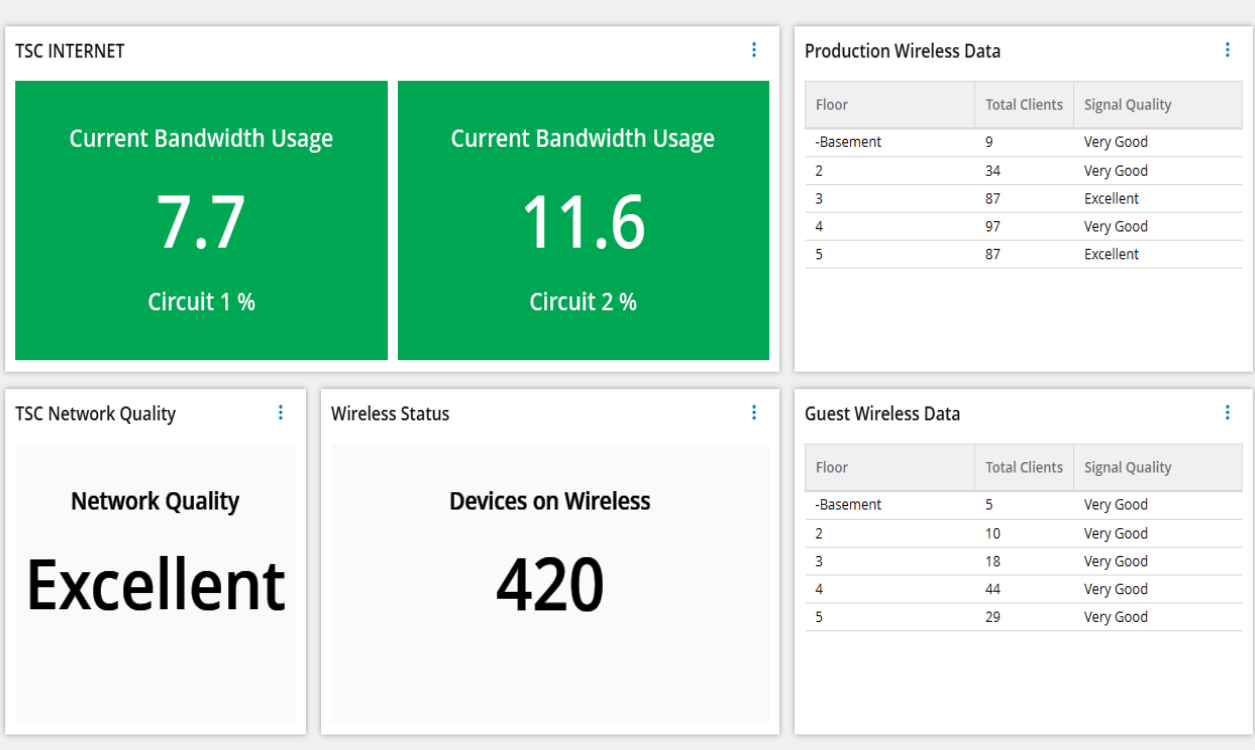 TSC INTERNET
Current Bandwidth Usage
7.7
Circuit 1 %
Current Bandwidth Usage
11.6
Circuit 2 %
Production Wireless Data
Floor Total Clients Signal Quality
-Basement 9 Very Good
2 34 Very Good
3 87 Excellent
4 97 Very Good
5 87 Excellent
TSC Network Quality
Network Quality
Excellent
Wireless Status
Devices on Wireless
420
Guest Wireless Data
Floor Total Clients Signal Quality
-Basement 5 Very Good
2 10 Very Good
3 18 Very Good
4 44 Very Good
5 29 Very Good